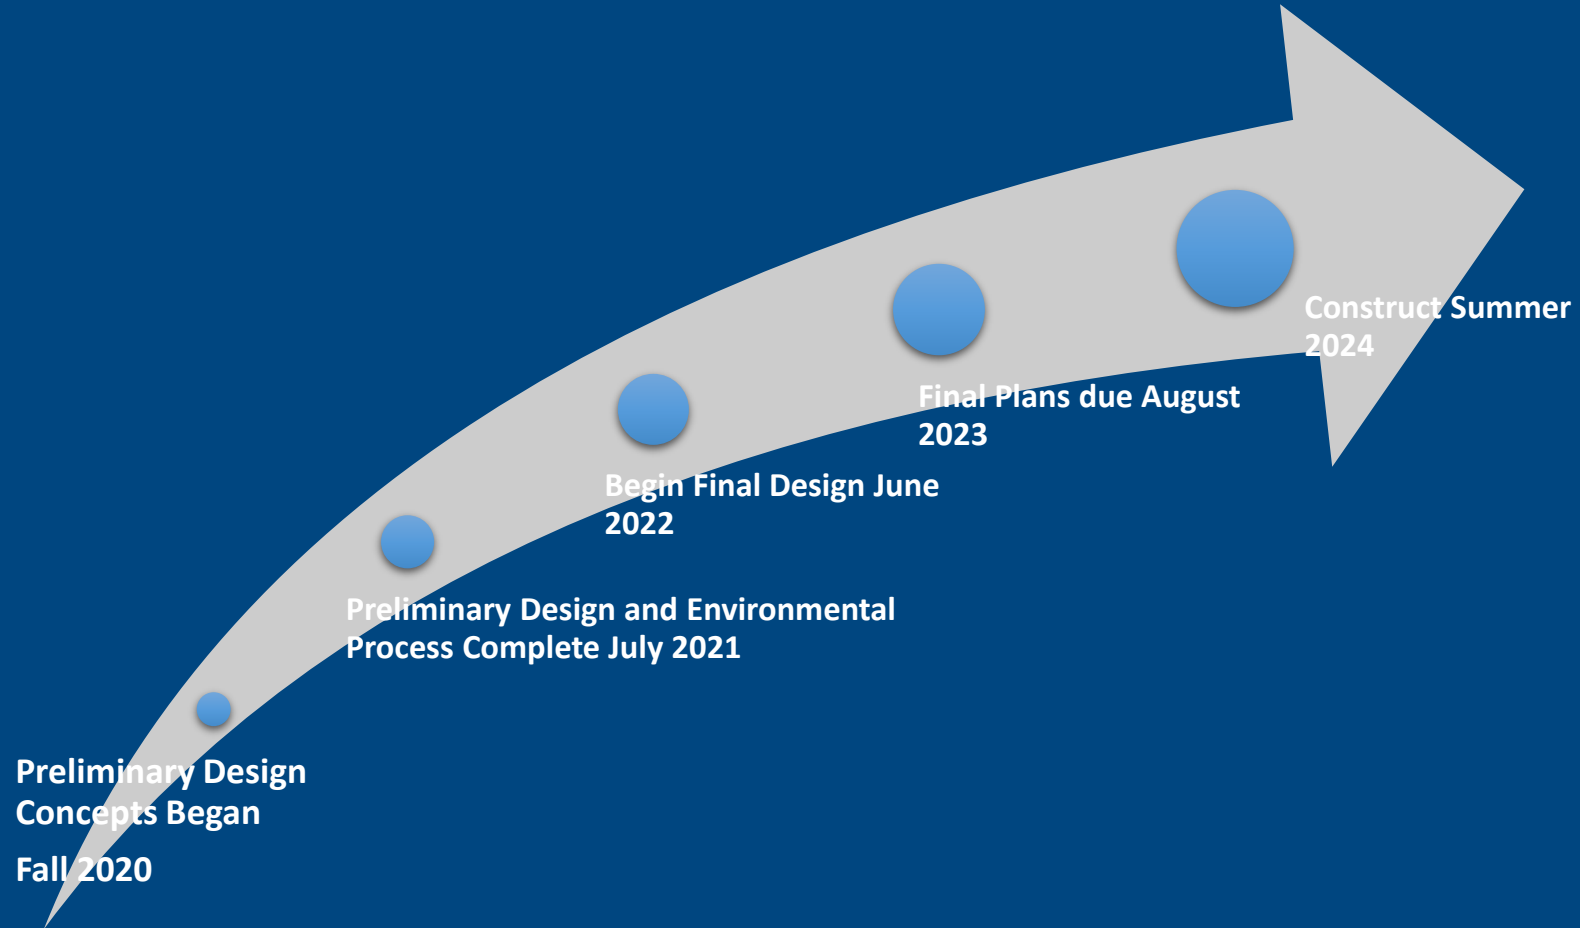 Preliminary Design
Concepts Began
Fall 2020
Preliminary Design and Environmental
Process Complete July 2021
Begin Final Design June
2022
Final Plans due August
2023
Construct Summer
2024